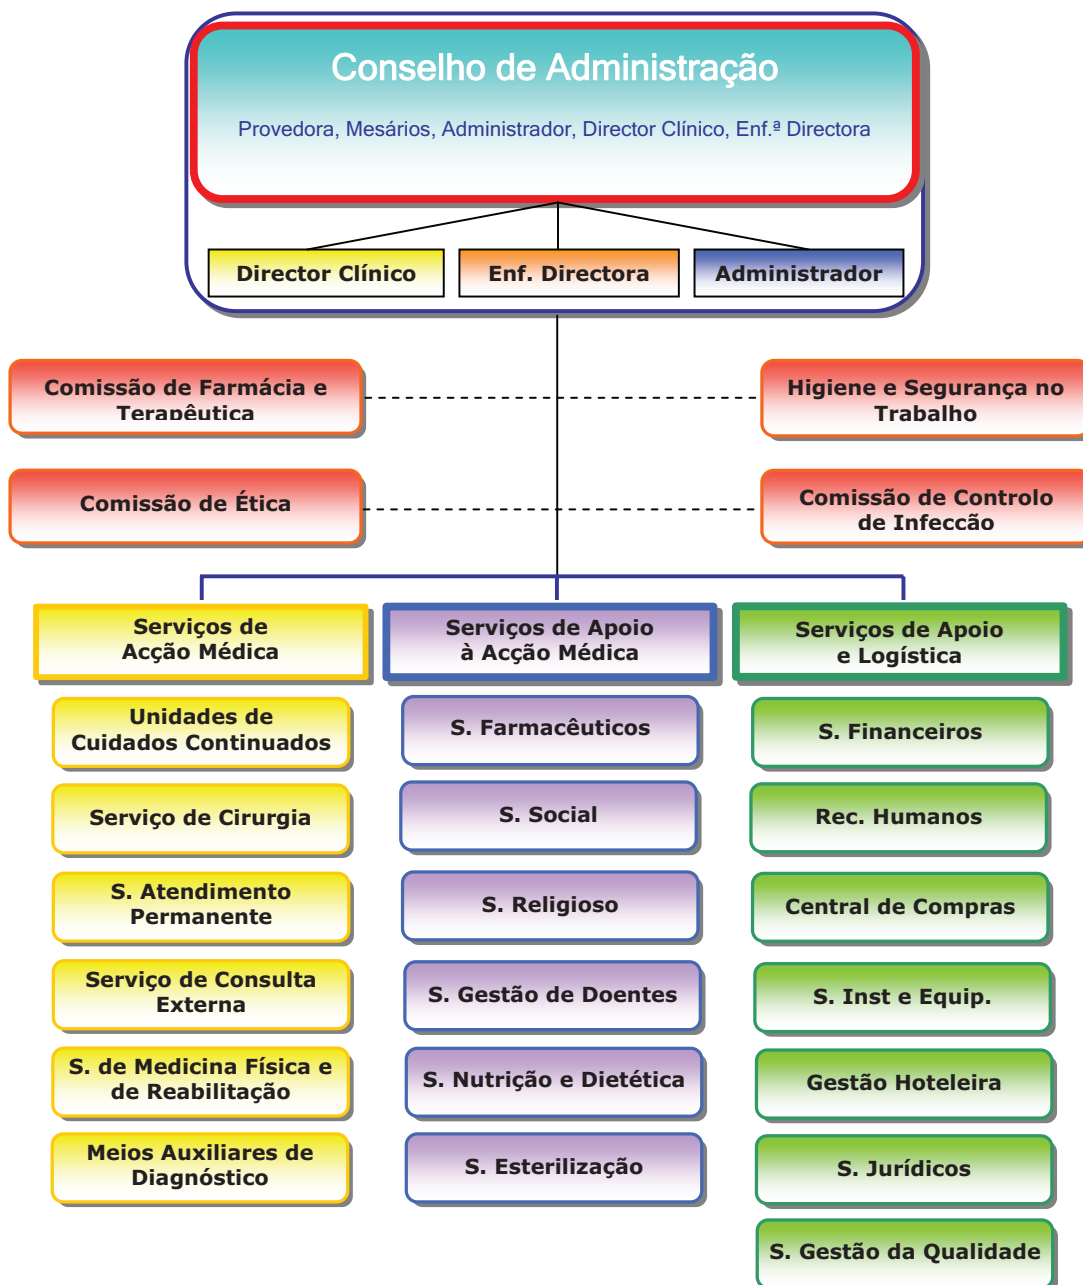 Conselho de Administração
Provedora, Mesários, Administrador, Director Clínico, Enf.ª Directora
Director Clínico
Enf. Directora
Administrador
Comissão de Farmácia e
Terapêutica
Higiene e Segurança no
Trabalho
Comissão de Ética
Comissão de Controlo
de Infecção
Serviços de
Acção Médica
Unidades de
Cuidados Continuados
Serviço de Cirurgia
S. Atendimento
Permanente
Serviço de Consulta
Externa
S. de Medicina Física e
de Reabilitação
Meios Auxiliares de
Diagnóstico
Serviços de Apoio
à Acção Médica
S. Farmacêuticos
S. Social
S. Religioso
S. Gestão de Doentes
S. Nutrição e Dietética
S. Esterilização
Serviços de Apoio
e Logística
S. Financeiros
Rec. Humanos
Central de Compras
S. Inst e Equip.
Gestão Hoteleira
S. Jurídicos
S. Gestão da Qualidade